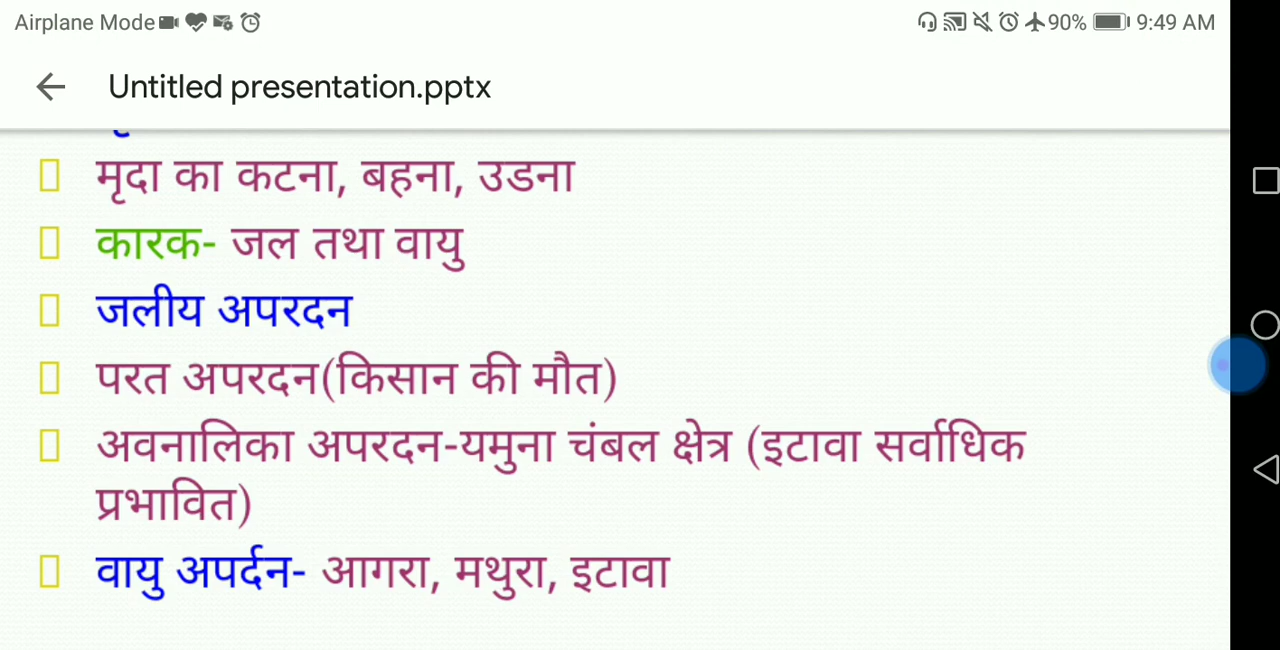 Airplane Mode 90% 9:49 AM
Untitled presentation.pptx
मृदा का कटना, बहना, उडना
कारक- जल तथा वायु
जलीय अपरदन
परत अपरदन(किसान की मौत)
अवनालिका अपरदन-यमुना चंबल क्षेत्र (इटावा सर्वाधिक
प्रभावित)
वायु अपर्दन- आगरा, मथुरा, इटावा